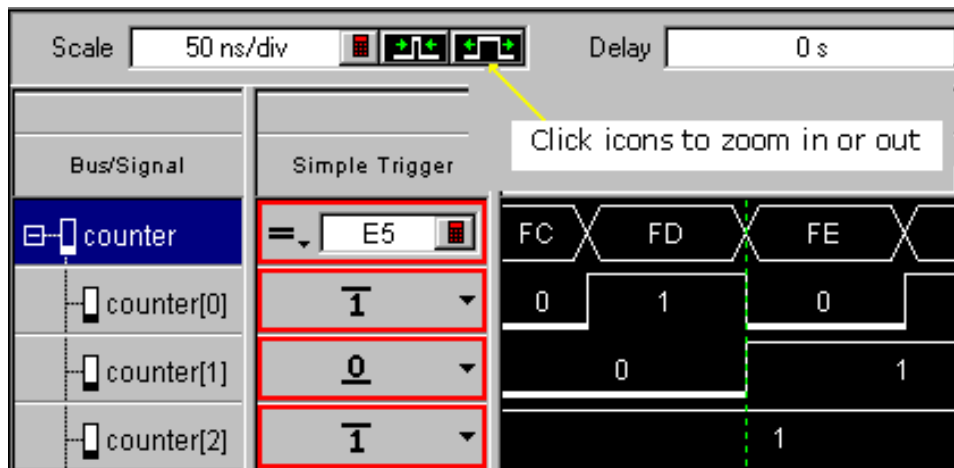 Scale 50 ns/div Delay 0 s
Click icons to zoom in or out
Bus/Signal Simple Trigger
counter = E5 FC FD FE
counter[0] 1 0 1 0
counter[1] 0 0 1
counter[2] 1 1